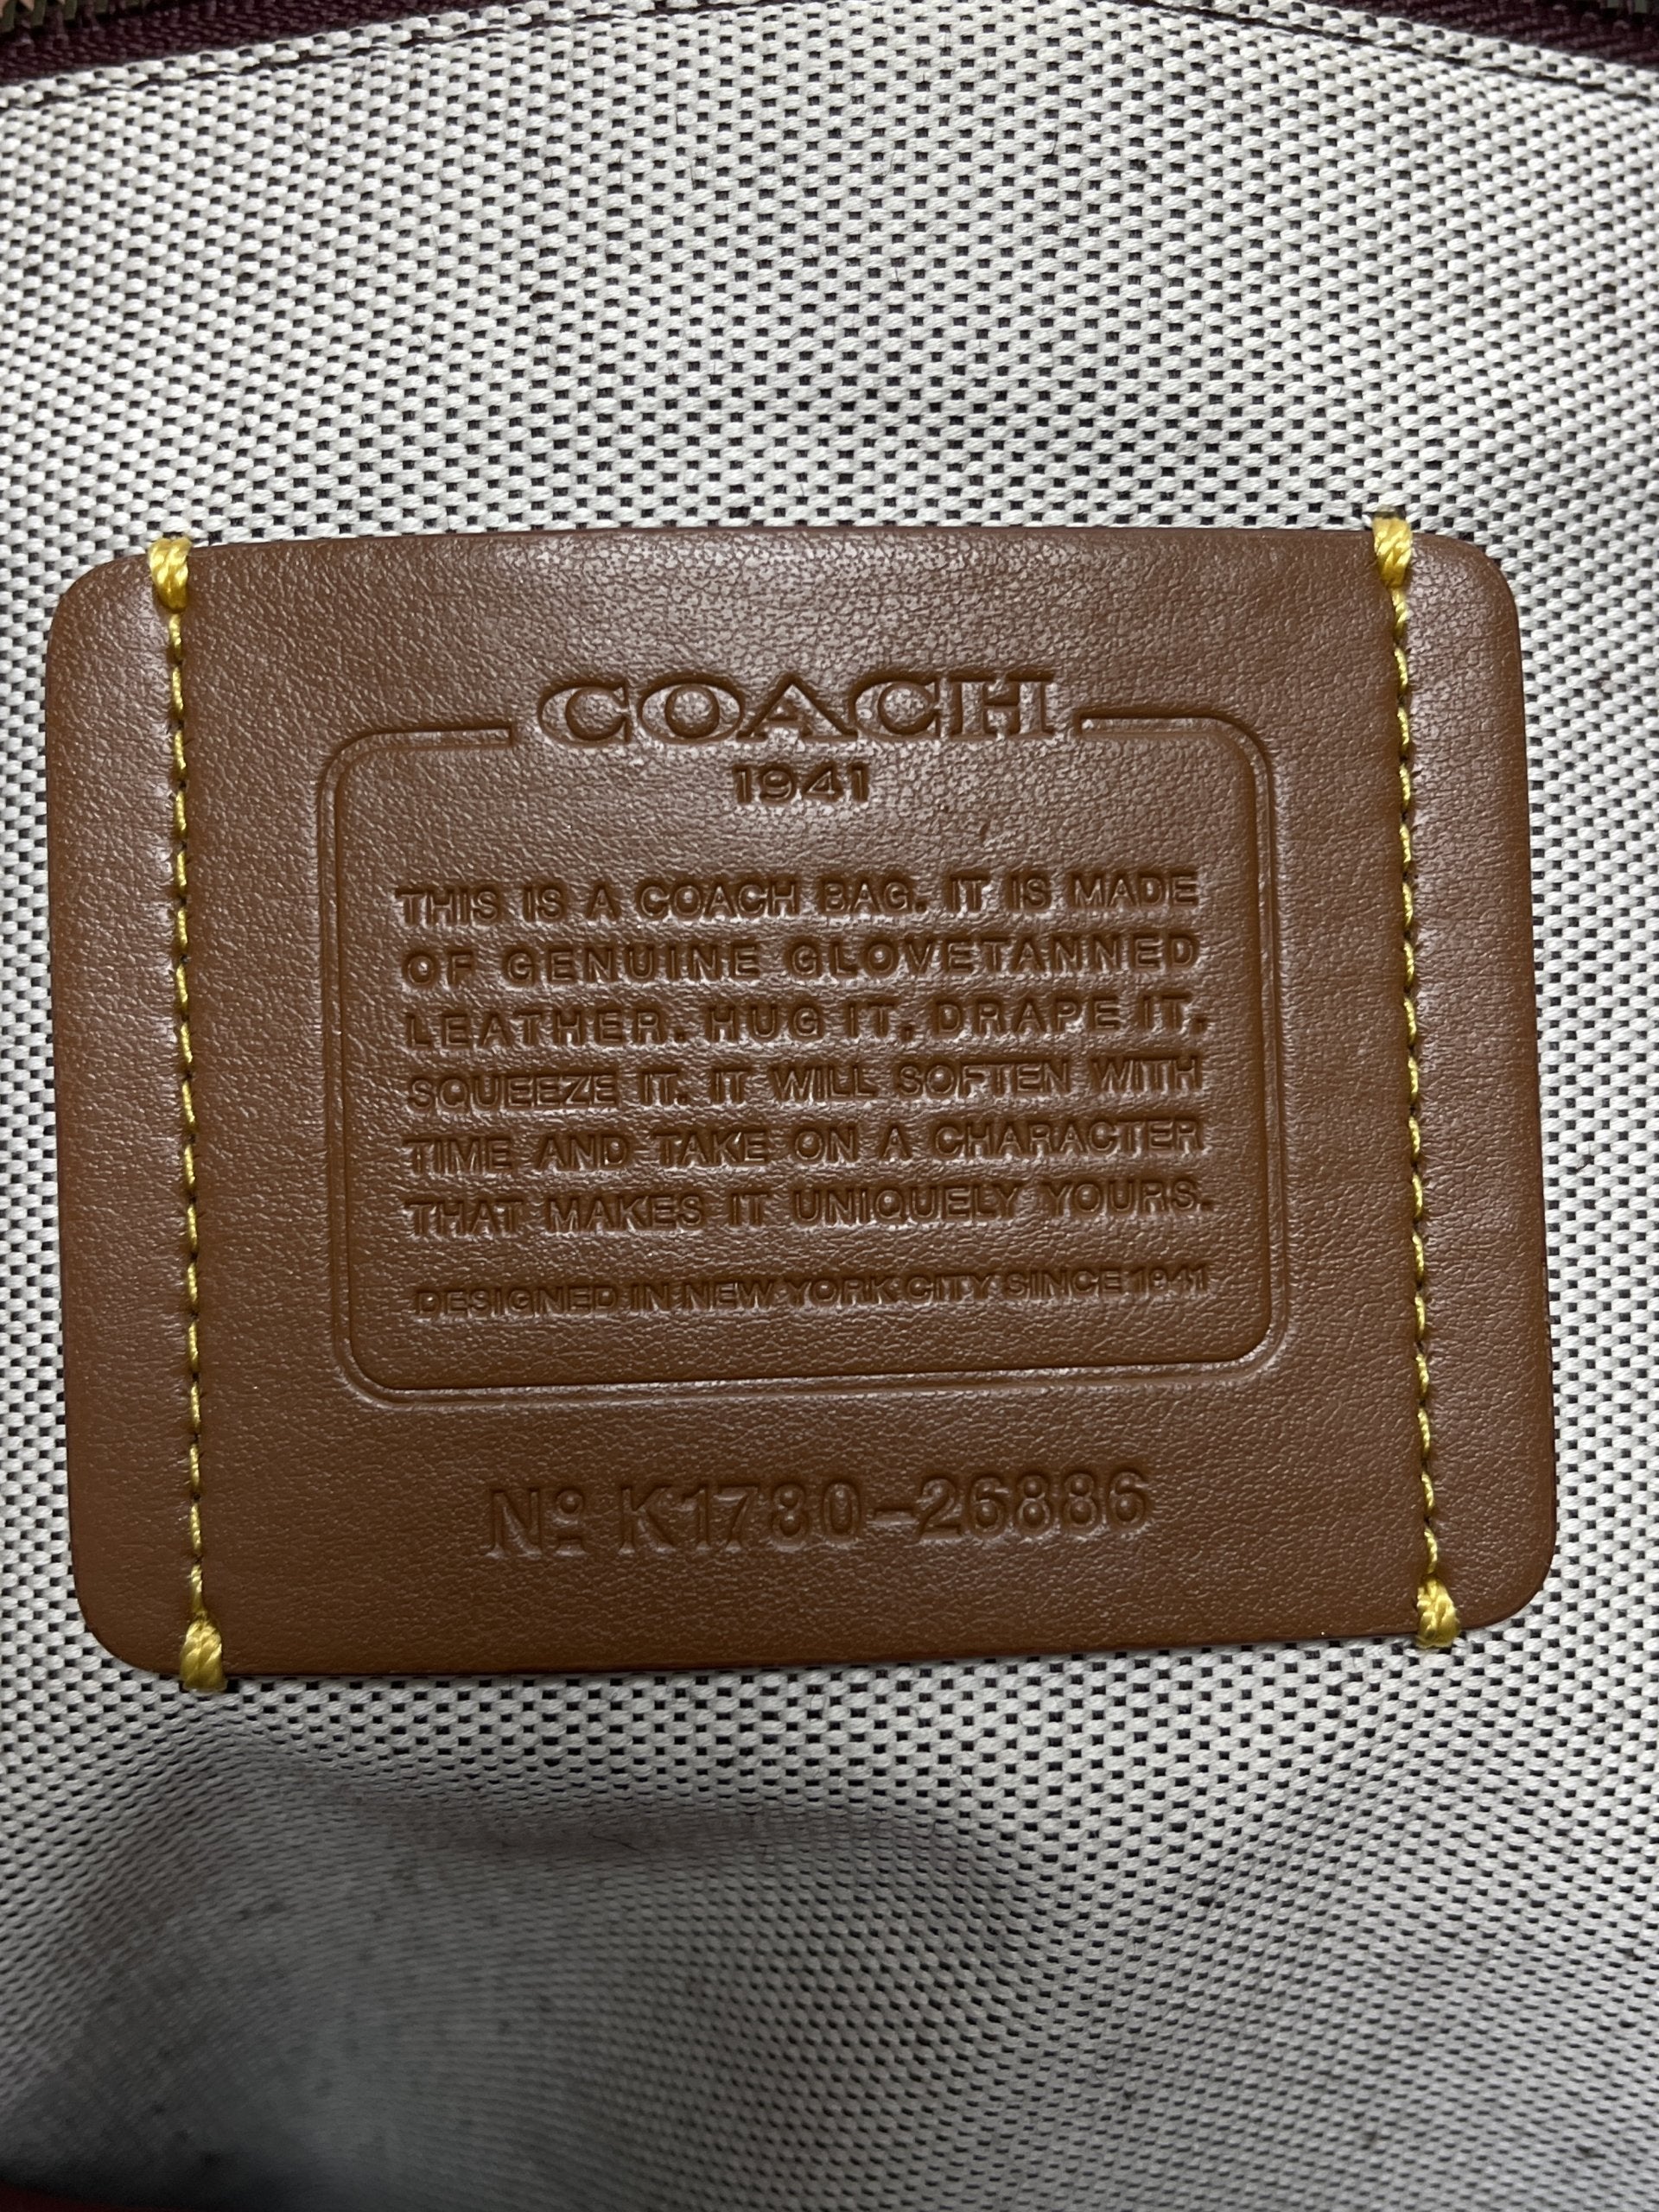 COACH
1941
THIS IS A COACH BAG. IT IS MADE
OF GENUINE GLOVETANNED
LEATHER. HUG IT, DRAPE IT,
SQUEEZE IT. IT WILL SOFTEN WITH
TIME AND TAKE ON A CHARACTER
THAT MAKES IT UNIQUELY YOURS.
DESIGNED IN NEW YORK CITY SINCE 1941
Nº K1780-26886